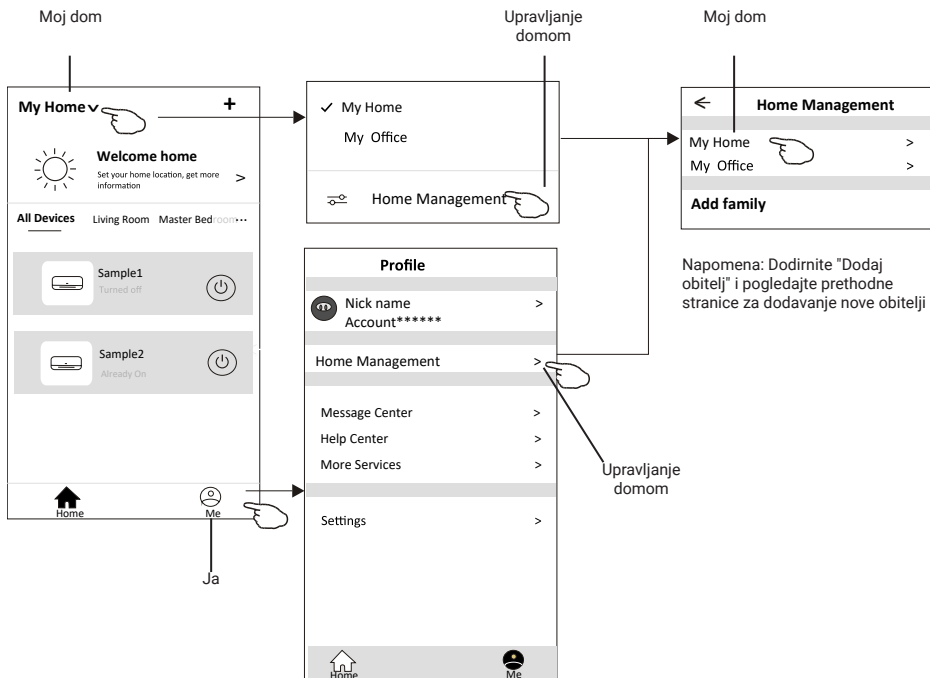 Moj dom
Upravljanje
domom
Moj dom
My Home
+
Welcome home
Set your home location, get more
information
>
All Devices Living Room Master Bedroom...
Sample1
Turned off
Sample2
Already On
Home
Me
Ja
✓ My Home
My Office
Home Management
Profile
Nick name >
Account******
Home Management >
Message Center >
Help Center >
More Services >
Settings >
Upravljanje
domom
Home
Me
Home Management
My Home >
My Office >
Add family
Napomena: Dodirnite "Dodaj
obitelj" i pogledajte prethodne
stranice za dodavanje nove obitelji